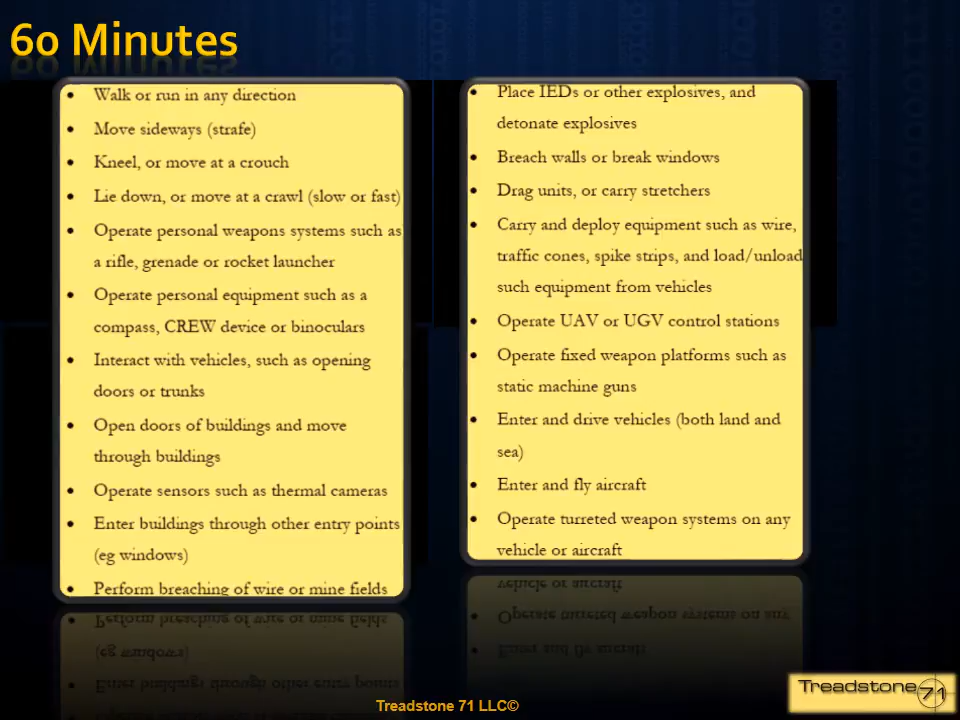 60 Minutes
• Walk or run in any direction
• Move sideways (strafe)
• Kneel, or move at a crouch
• Lie down, or move at a crawl (slow or fast)
• Operate personal weapons systems such as
a rifle, grenade or rocket launcher
• Operate personal equipment such as a
compass, CREW device or binoculars
• Interact with vehicles, such as opening
doors or trunks
• Open doors of buildings and move
through buildings
• Operate sensors such as thermal cameras
• Enter buildings through other entry points
(eg windows)
• Perform breaching of wire or mine fields
• Place IEDs or other explosives, and
detonate explosives
• Breach walls or break windows
• Drag units, or carry stretchers
• Carry and deploy equipment such as wire,
traffic cones, spike strips, and load/unload
such equipment from vehicles
• Operate UAV or UGV control stations
• Operate fixed weapon platforms such as
static machine guns
• Enter and drive vehicles (both land and
sea)
• Enter and fly aircraft
• Operate turreted weapon systems on any
vehicle or aircraft
Treadstone 71 LLC©
Treadstone 71